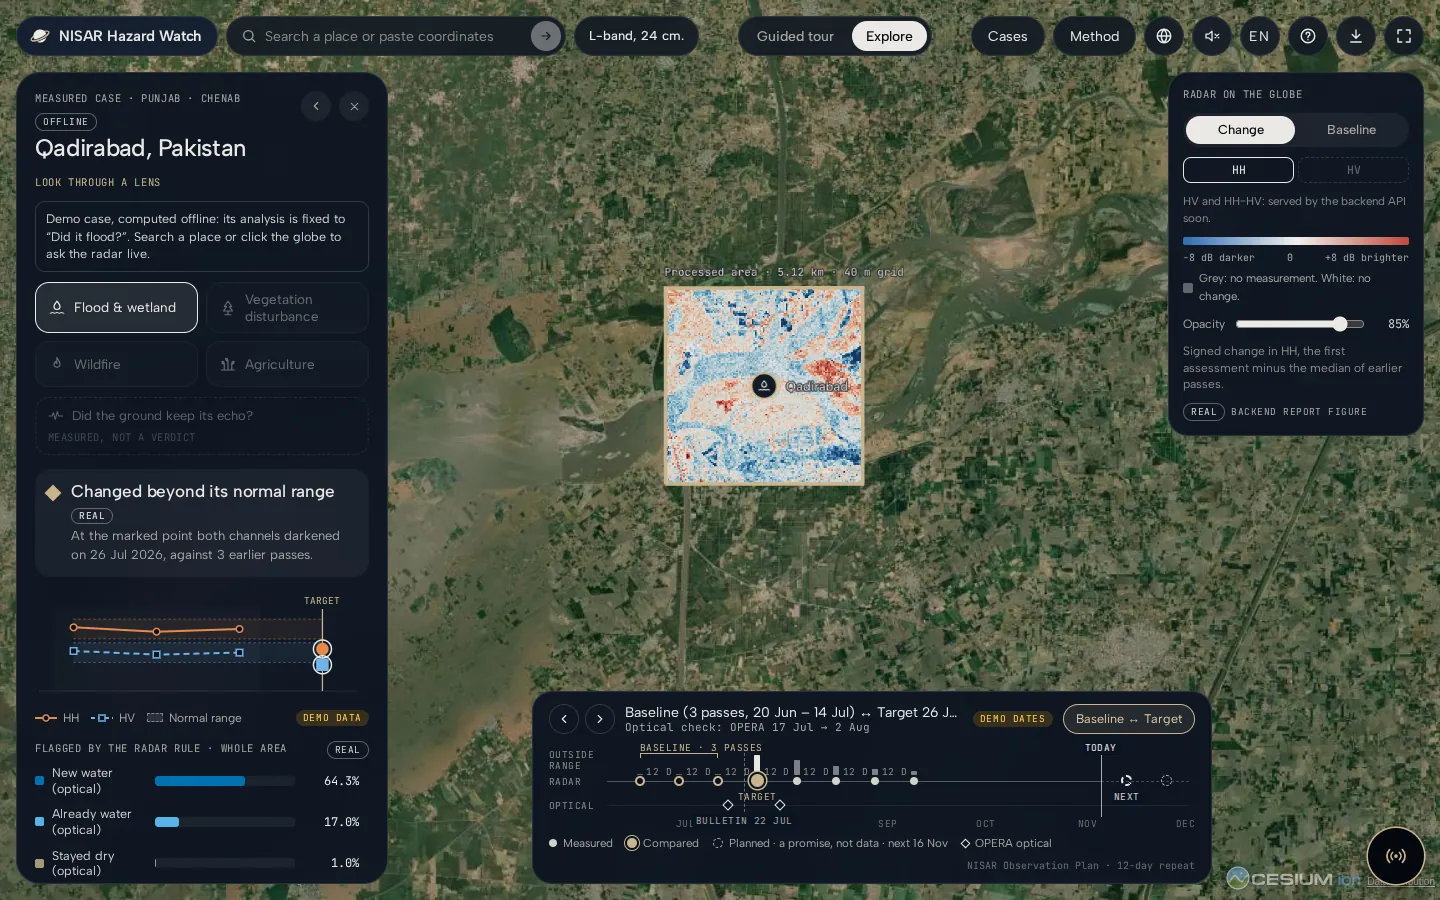 NISAR Hazard Watch
Search a place or paste coordinates
L-band, 24 cm.
Guided tour
Explore
Cases
Method
EN
MEASURED CASE · PUNJAB · CHENAB
OFFLINE
Qadirabad, Pakistan
LOOK THROUGH A LENS
Demo case, computed offline: its analysis is fixed to
“Did it flood?”. Search a place or click the globe to
ask the radar live.
Flood & wetland
Vegetation
disturbance
Wildfire
Agriculture
Did the ground keep its echo?
MEASURED, NOT A VERDICT
Changed beyond its normal range
REAL
At the marked point both channels darkened
on 26 Jul 2026, against 3 earlier passes.
TARGET
HH
HV
Normal range
DEMO DATA
FLAGGED BY THE RADAR RULE · WHOLE AREA
REAL
New water
(optical)
64.3%
Already water
(optical)
17.0%
Stayed dry
(optical)
1.0%
Processed area · 5.12 km · 40 m grid
Qadirabad
RADAR ON THE GLOBE
Change
Baseline
HH
HV
HV and HH-HV: served by the backend API
soon.
-8 dB darker
0
+8 dB brighter
Grey: no measurement. White: no
change.
Opacity
85%
Signed change in HH, the first
assessment minus the median of earlier
passes.
REAL
BACKEND REPORT FIGURE
Baseline (3 passes, 20 Jun – 14 Jul) ↔ Target 26 J…
Optical check: OPERA 17 Jul → 2 Aug
DEMO DATES
Baseline ↔ Target
OUTSIDE
RANGE
BASELINE · 3 PASSES
TODAY
12 D
12 D
12 D
12 D
12 D
12 D
12 D
RADAR
TARGET
NEXT
OPTICAL
JUL
BULLETIN 22 JUL
SEP
OCT
NOV
DEC
Measured
Compared
Planned · a promise, not data · next 16 Nov
OPERA optical
NISAR Observation Plan · 12-day repeat
CESIUM ion